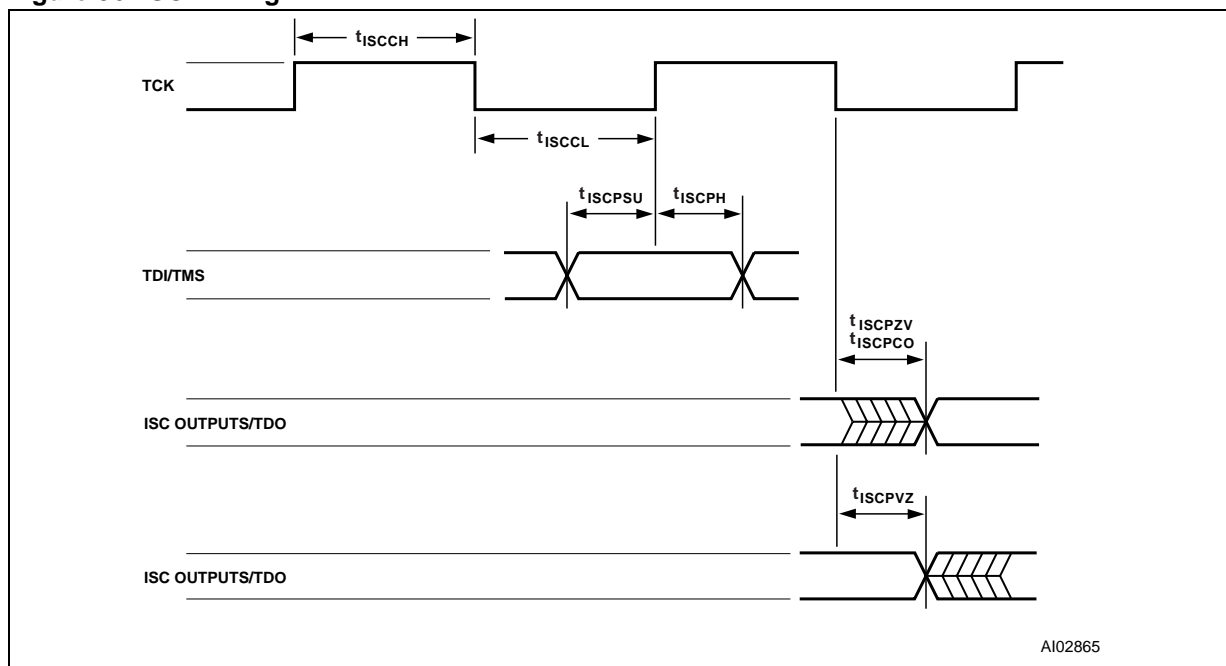 tISCCH
TCK
tISCCL
tISCPSU
tISCPH
TDI/TMS
tISCPZV
tISCPCO
ISC OUTPUTS/TDO
tISCPVZ
ISC OUTPUTS/TDO
AI02865